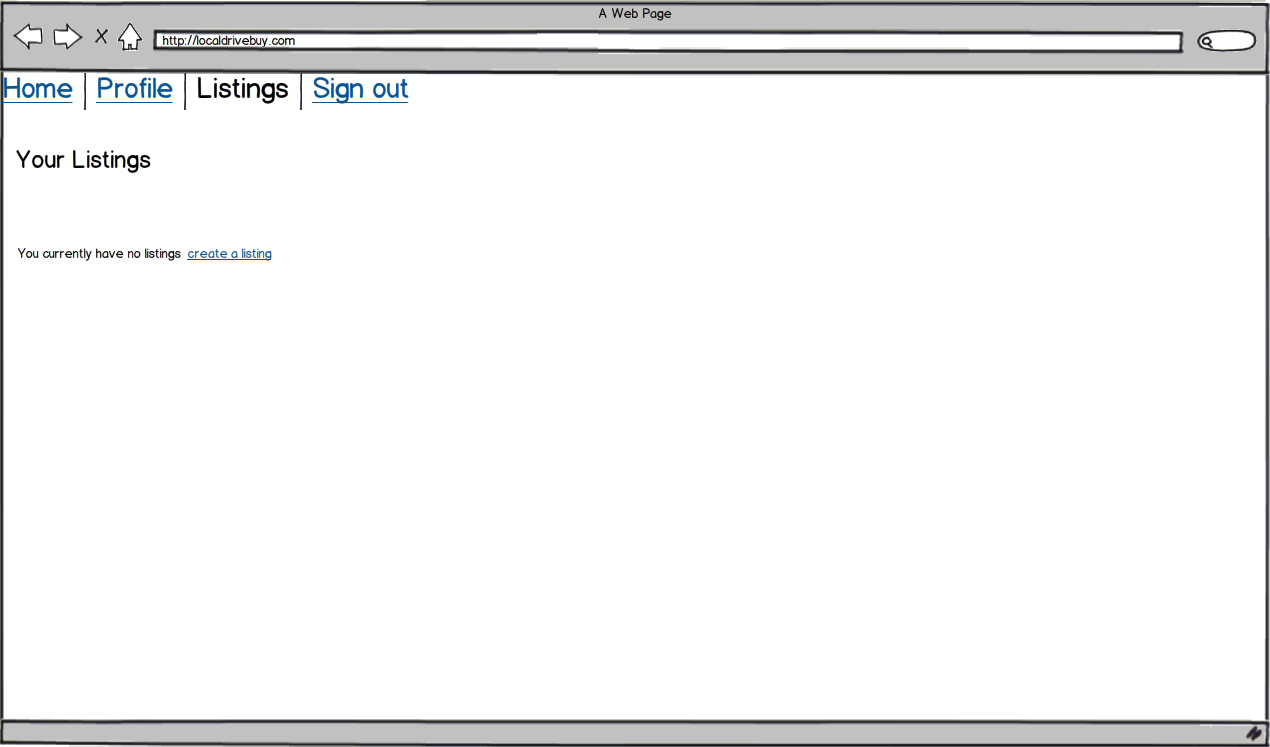 A Web Page
http://localdrivebuy.com
Home Profile Listings Sign out
Your Listings
You currently have no listings create a listing